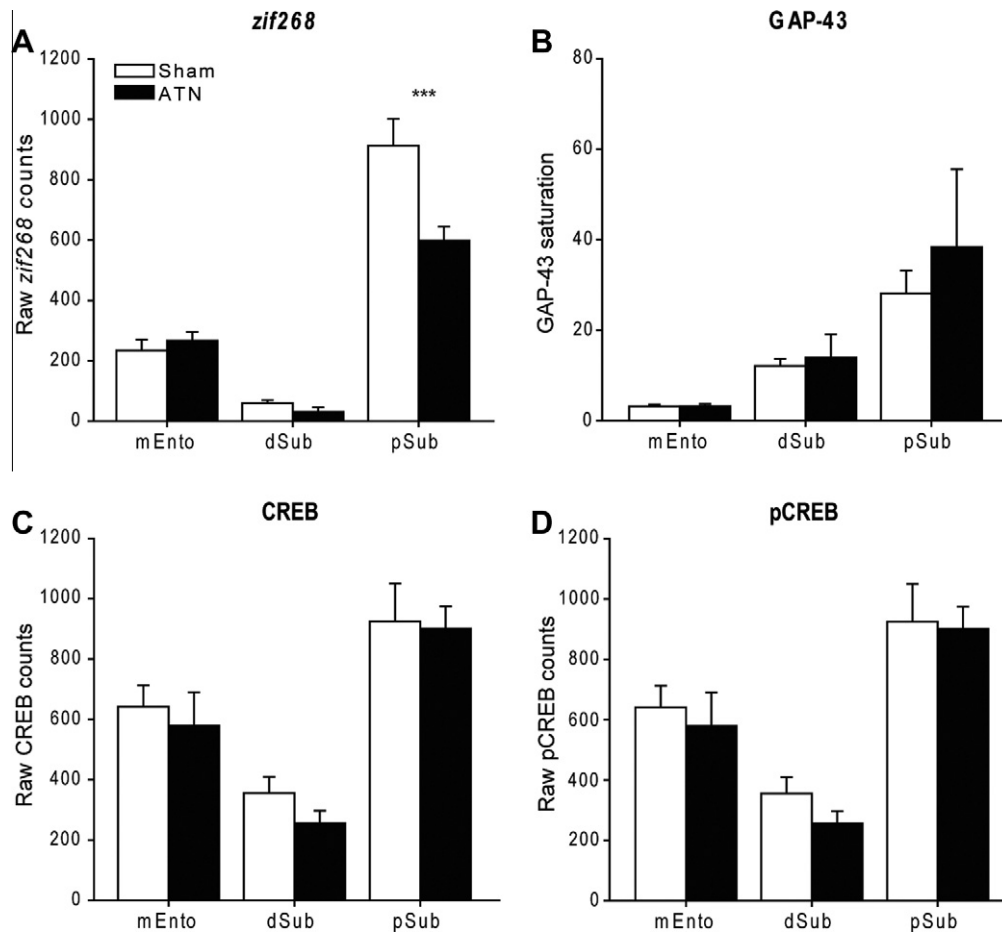 A
zif268
Raw zif268 counts
1200
1000
800
600
400
200
0
Sham
ATN
***
mEnto dSub pSub
B
GAP-43
GAP-43 saturation
80
60
40
20
0
mEnto dSub pSub
C
CREB
Raw CREB counts
1200
1000
800
600
400
200
0
mEnto dSub pSub
D
pCREB
Raw pCREB counts
1200
1000
800
600
400
200
0
mEnto dSub pSub